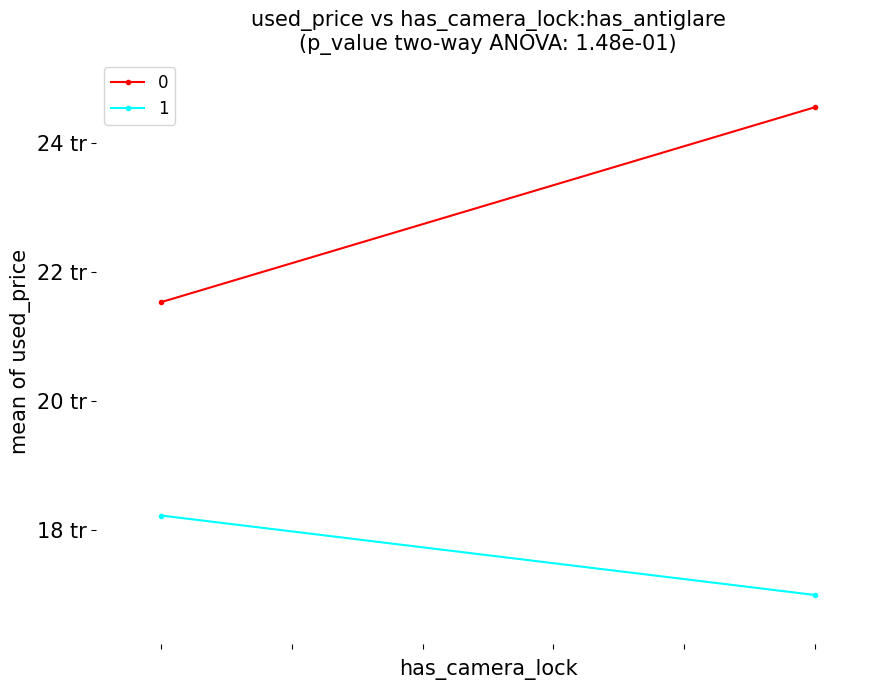 used_price vs has_camera_lock:has_antiglare
(p_value two-way ANOVA: 1.48e-01)
0
1
24 tr
22 tr
20 tr
18 tr
mean of used_price
has_camera_lock